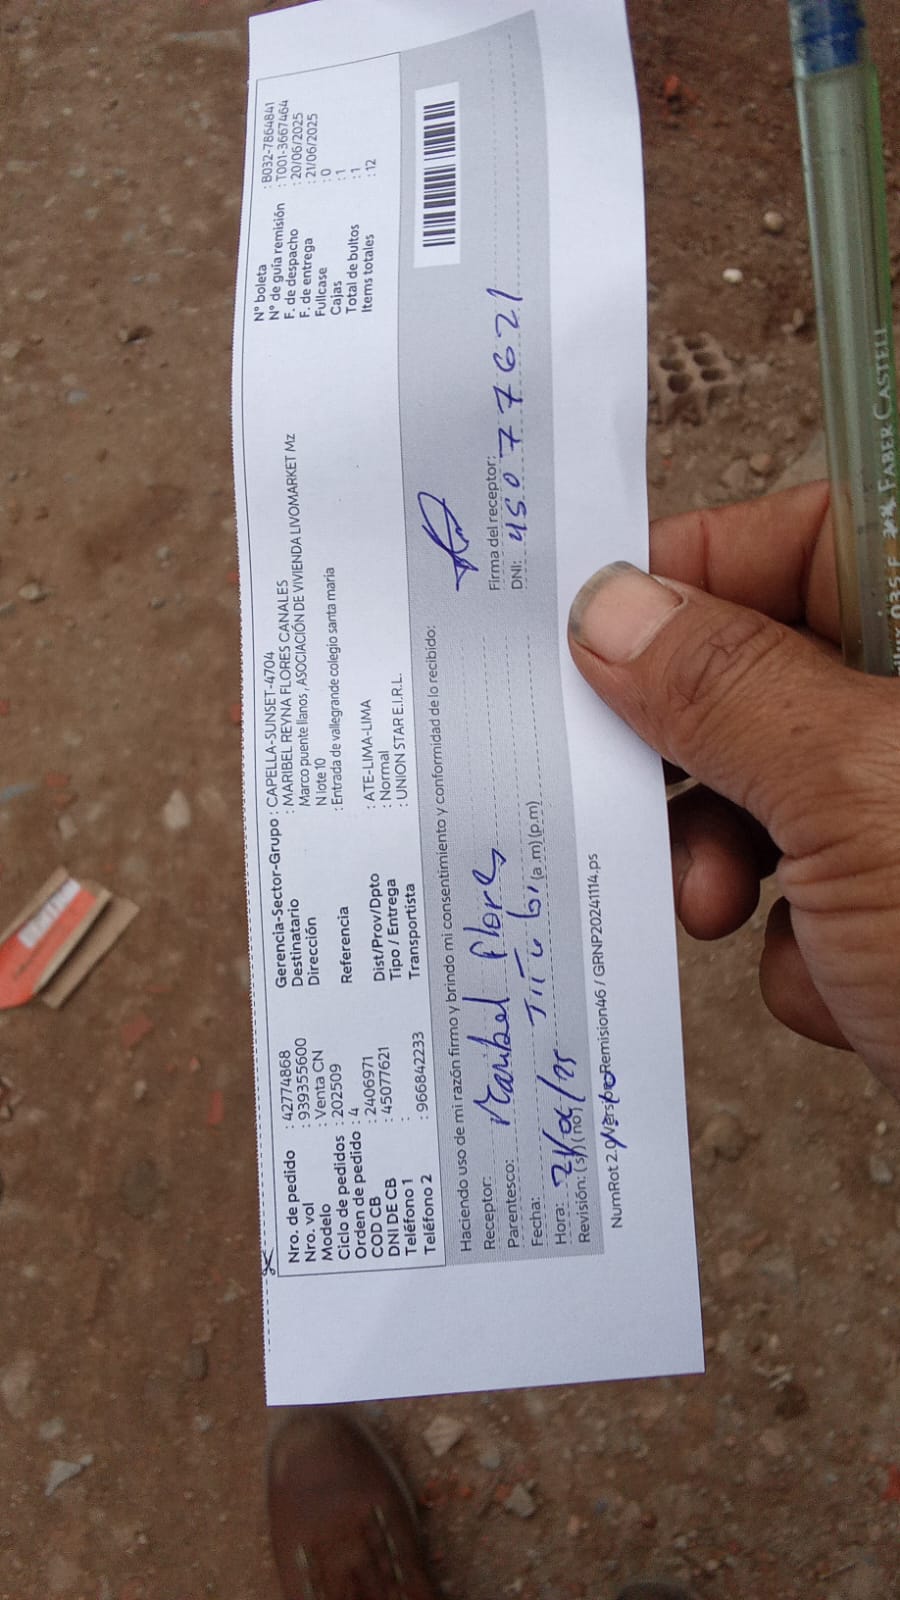 Nro. de pedido : 42774868
Nro. vol : 939355600
Modelo : Venta CN
Ciclo de pedidos : 202509
Orden de pedido : 4
COD CB : 2406971
DNI DE CB : 45077621
Teléfono 1 :
Teléfono 2 : 966842233
Gerencia-Sector-Grupo : CAPELLA-SUNSET-4704
Destinatario : MARIBEL REYNA FLORES CANALES
Dirección : Marco puente llanos , ASOCIACIÓN DE VIVIENDA LIVOMARKET Mz
N lote 10
Referencia : Entrada de vallegrande colegio santa maria
Dist/Prov/Dpto : ATE-LIMA-LIMA
Tipo / Entrega : Normal
Transportista : UNION STAR E.I.R.L.
N° boleta : B032-7864841
N° de guía remisión : T001-3667464
F. de despacho : 20/06/2025
F. de entrega : 21/06/2025
Fullcase : 0
Cajas : 1
Total de bultos : 1
Items totales : 12
Haciendo uso de mi razón firmo y brindo mi consentimiento y conformidad de lo recibido:
Receptor: Maribel Flores
Parentesco:
Fecha:
Hora: 21/06/25 (a .m) (p.m)
Revisión: (si) (no)
Firma del receptor:
DNI: 45077621
NumRot 2.0 Version Remision46 / GRNP20241114.ps
FABER CASTELL
035 F